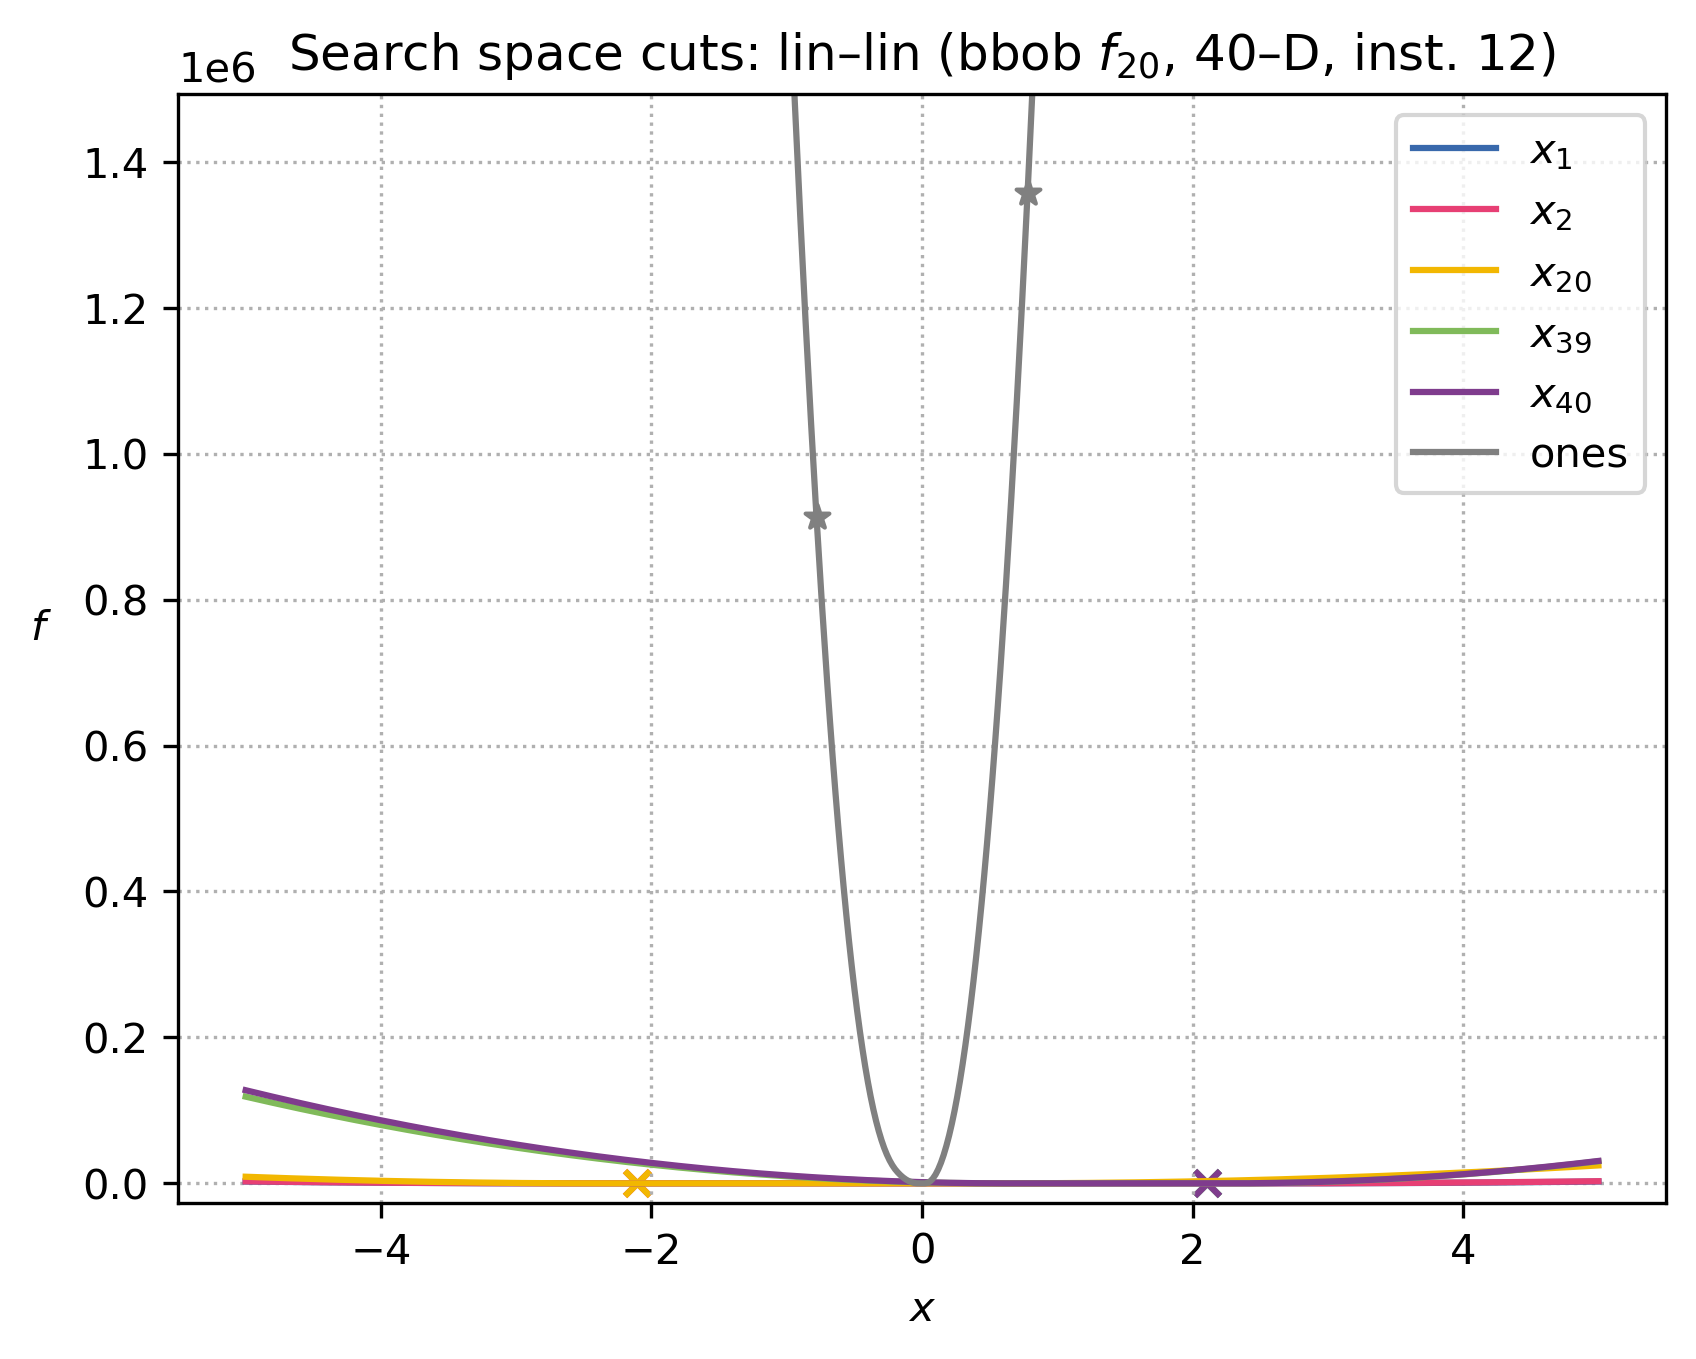 Search space cuts: lin–lin (bbob f₂₀, 40–D, inst. 12)
1e6
1.4
1.2
1.0
0.8
0.6
0.4
0.2
0.0
f
−4
−2
0
2
4
x
x₁
x₂
x₂₀
x₃₉
x₄₀
ones